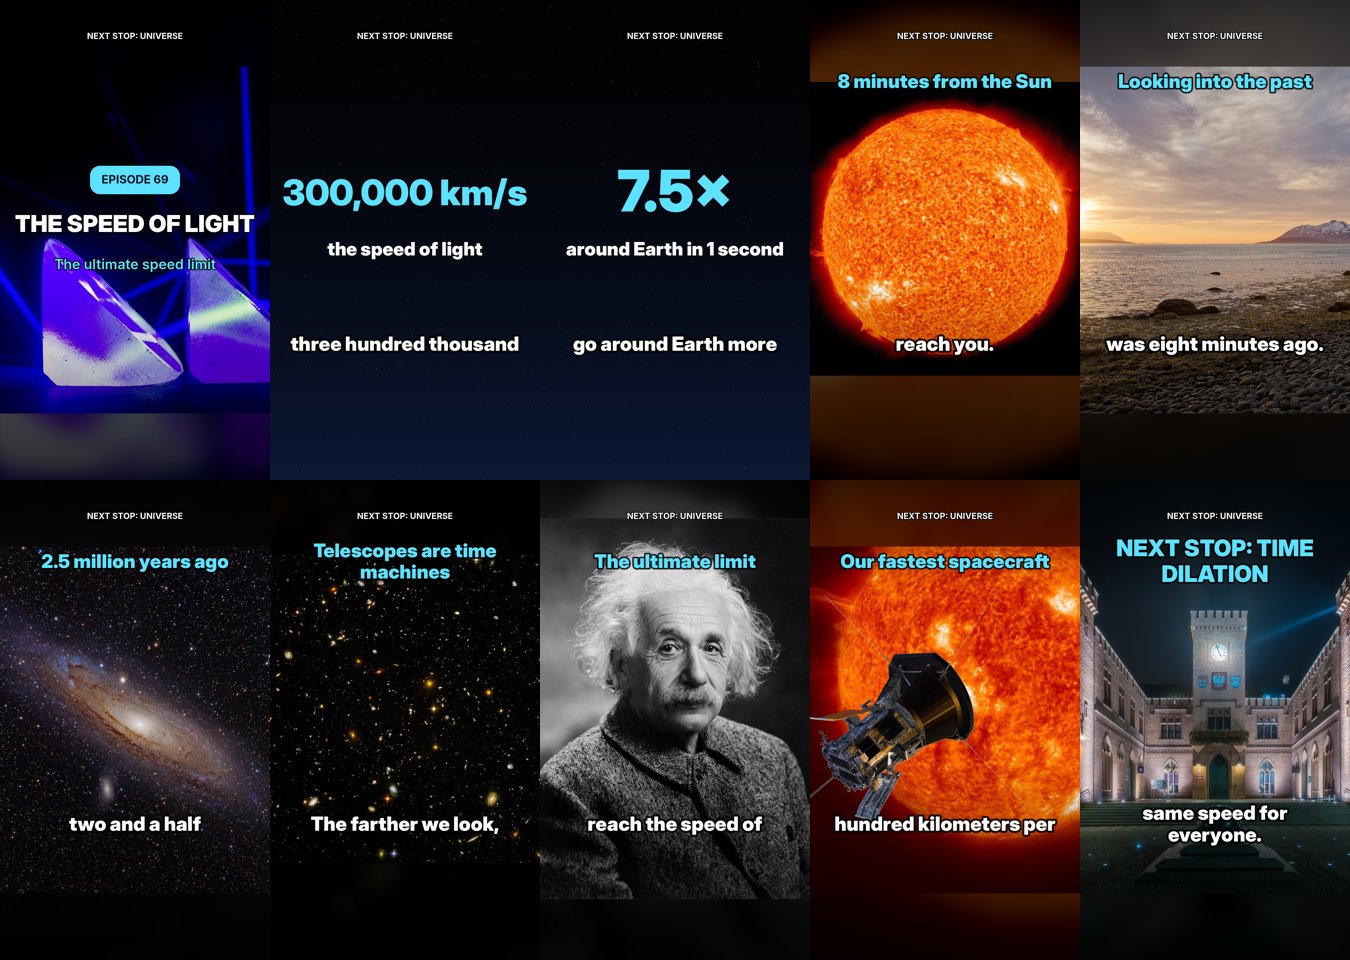 NEXT STOP: UNIVERSE
EPISODE 69
THE SPEED OF LIGHT
The ultimate speed limit
NEXT STOP: UNIVERSE
300,000 km/s
the speed of light
three hundred thousand
NEXT STOP: UNIVERSE
7.5×
around Earth in 1 second
go around Earth more
NEXT STOP: UNIVERSE
8 minutes from the Sun
reach you.
NEXT STOP: UNIVERSE
Looking into the past
was eight minutes ago.
NEXT STOP: UNIVERSE
2.5 million years ago
two and a half
NEXT STOP: UNIVERSE
Telescopes are time
machines
The farther we look,
NEXT STOP: UNIVERSE
The ultimate limit
reach the speed of
NEXT STOP: UNIVERSE
Our fastest spacecraft
hundred kilometers per
NEXT STOP: UNIVERSE
NEXT STOP: TIME
DILATION
same speed for
everyone.